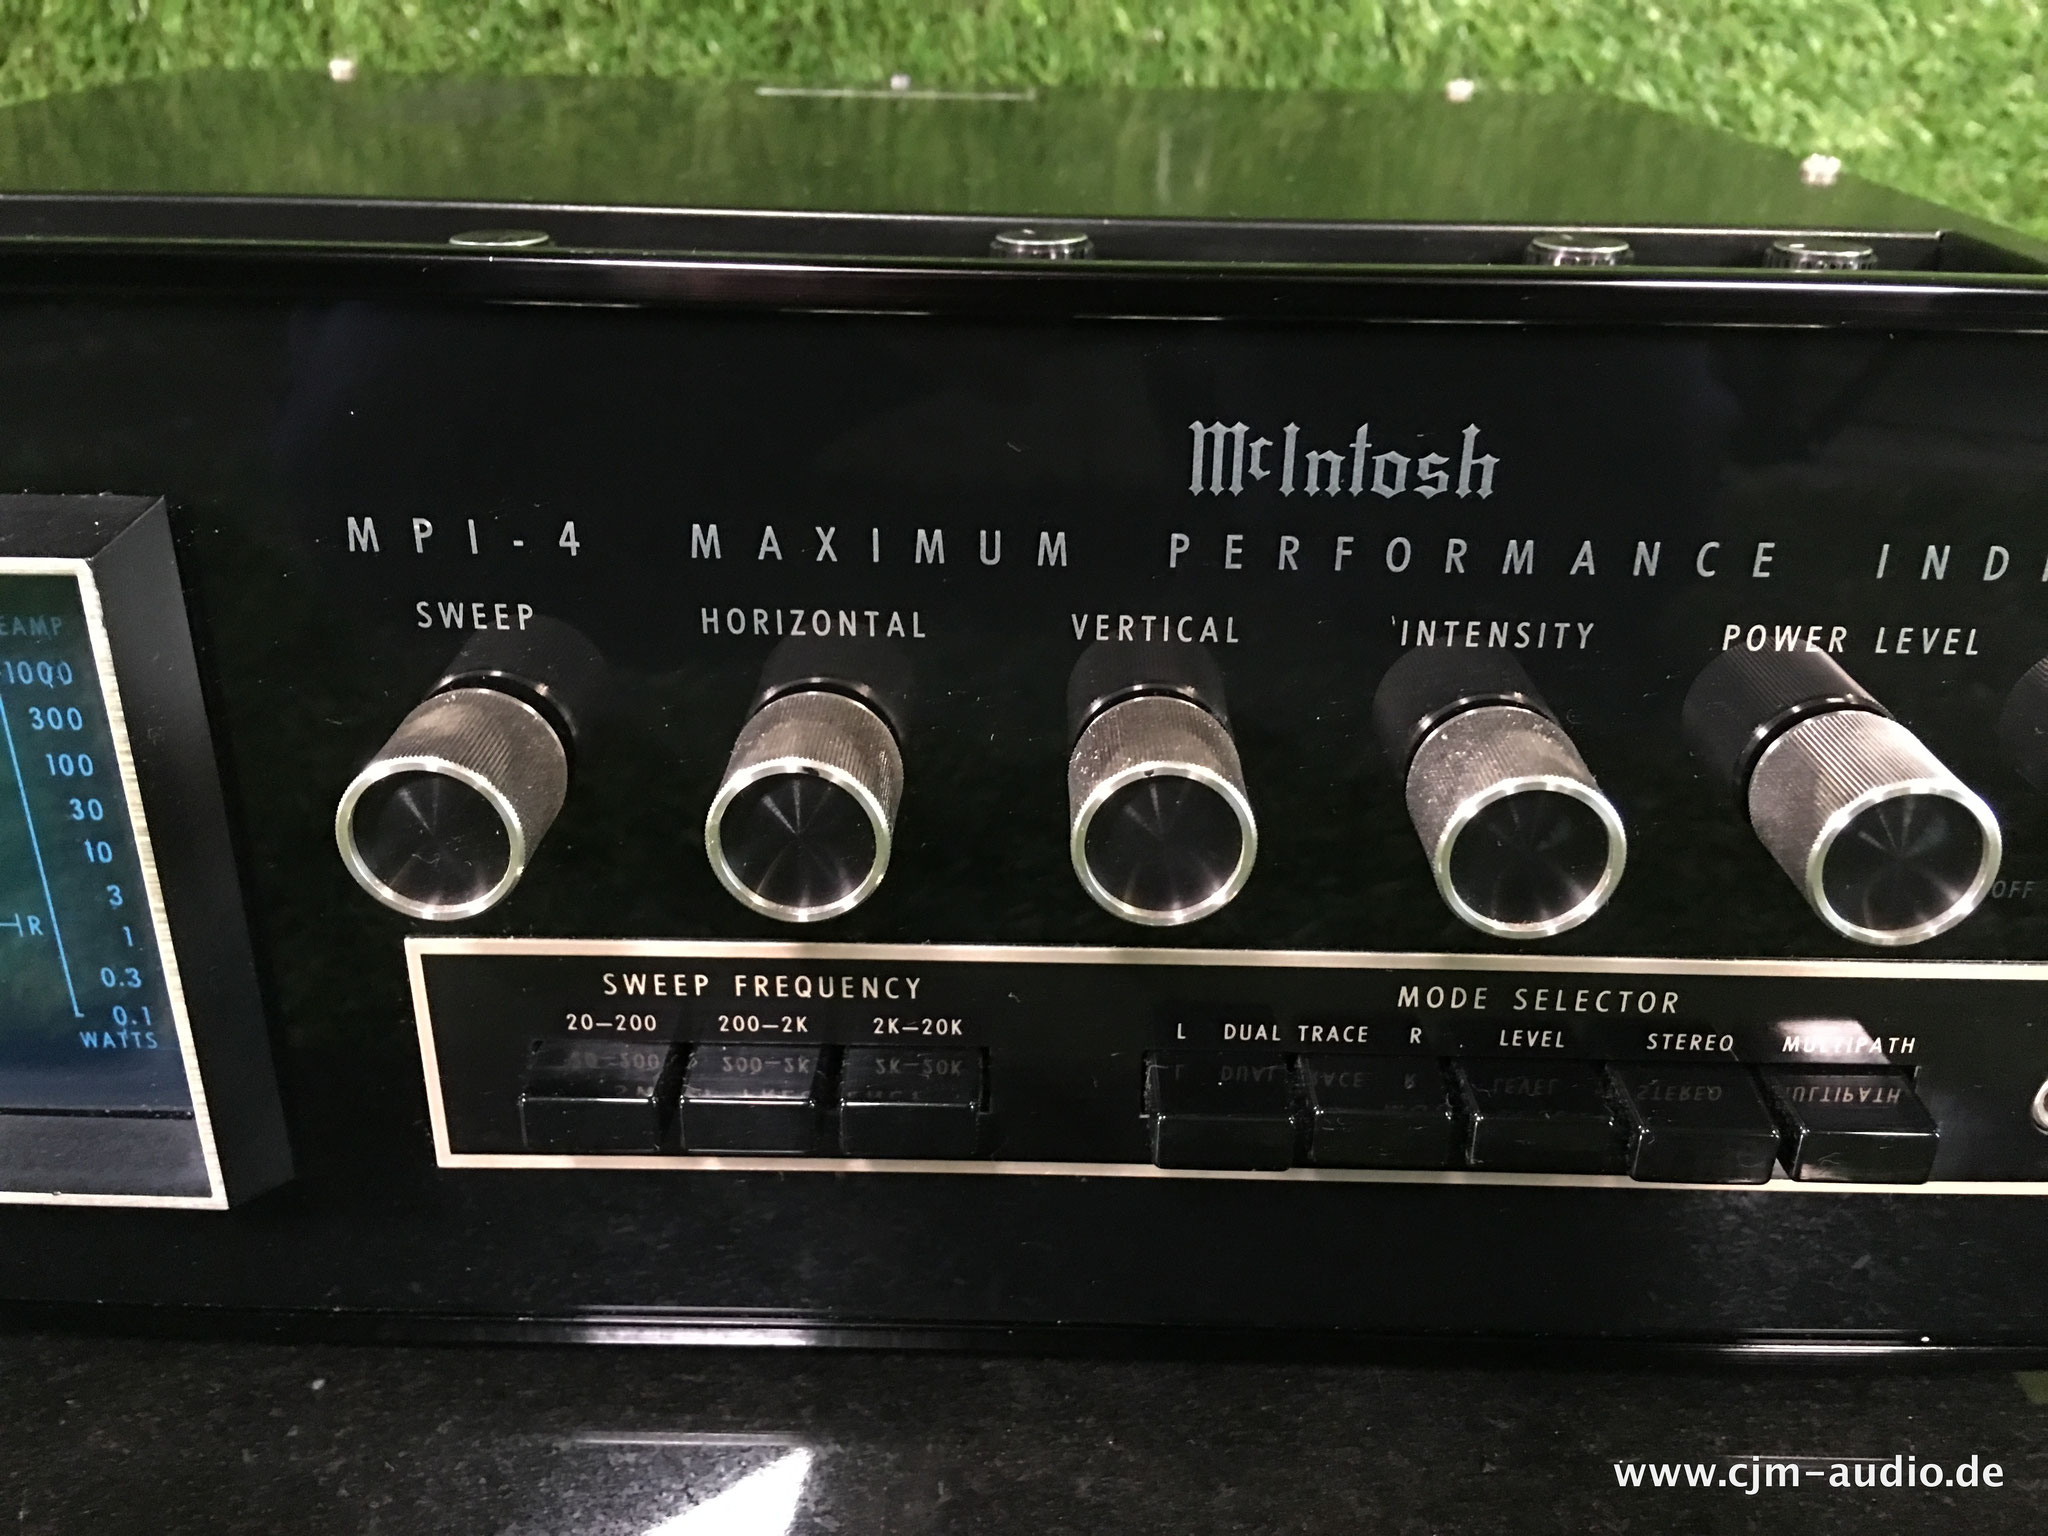 McIntosh
MPI-4 MAXIMUM PERFORMANCE
SWEEP HORIZONTAL VERTICAL INTENSITY POWER LEVEL
1000
300
100
30
10
3
R 1
0.3
0.1
WATTS
OFF
SWEEP FREQUENCY
20-200 200-2K 2K-20K
MODE SELECTOR
L DUAL TRACE R LEVEL STEREO MULTIPATH
www.cjm-audio.de